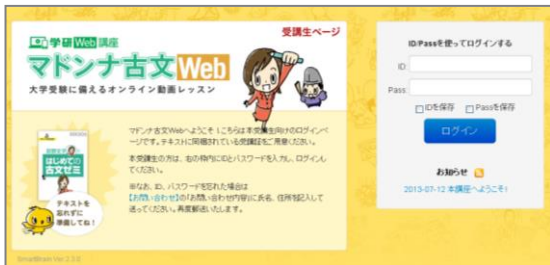 受講生ページ
学研Web講座
マドンナ古文Web
大学受験に備えるオンライン動画レッスン
マドンナ古文Webへようこそ！こちらは本受講生向けのログインペ
ージです。テキストに同梱されている受講証をご用意ください。
本受講生の方は、右の枠内にIDとパスワードを入力し、ログインし
てください。
※なお、ID、パスワードを忘れた場合は
【お問い合わせ】の「お問い合わせ内容」に氏名、住所を記入して
送ってください。再度郵送いたします。
はじめての
古文ゼミ
テキストを
忘れずに
準備してね！
ID/Passを使ってログインする
ID:
Pass:
IDを保存 Passを保存
ログイン
お知らせ
2013-07-12 本講座へようこそ！
SmartBrain Ver 2.3.0